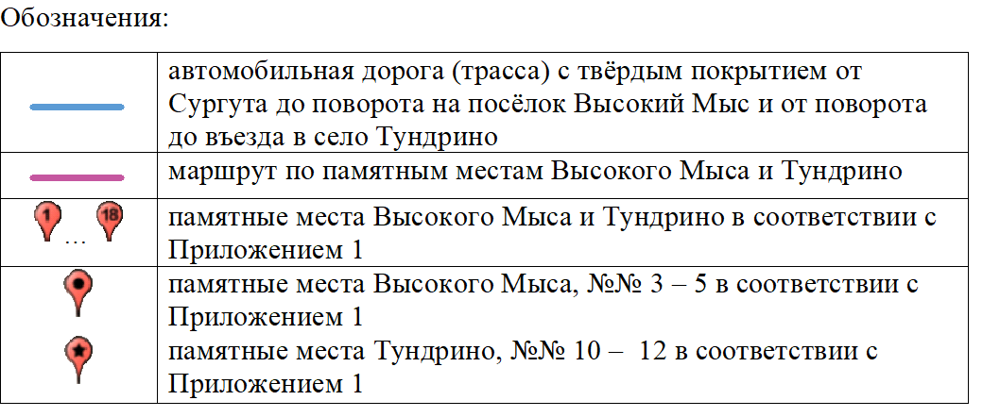 Обозначения:
автомобильная дорога (трасса) с твёрдым покрытием от
Сургута до поворота на посёлок Высокий Мыс и от поворота
до въезда в село Тундрино
маршрут по памятным местам Высокого Мыса и Тундрино
1 ... 18
памятные места Высокого Мыса и Тундрино в соответствии с
Приложением 1
памятные места Высокого Мыса, №№ 3 – 5 в соответствии с
Приложением 1
памятные места Тундрино, №№ 10 – 12 в соответствии с
Приложением 1